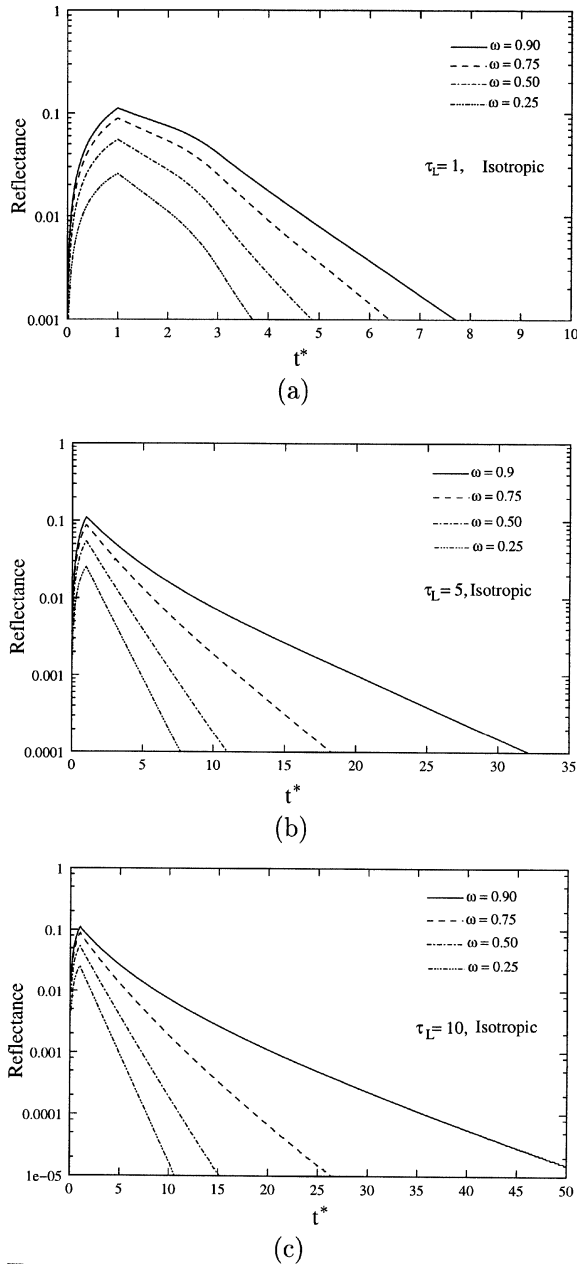 1
0.1
0.01
0.001
Reflectance
ω = 0.90
ω = 0.75
ω = 0.50
ω = 0.25
τL= 1, Isotropic
0 1 2 3 4 5 6 7 8 9 10
t*
(a)
1
0.1
0.01
0.001
0.0001
Reflectance
ω = 0.9
ω = 0.75
ω = 0.50
ω = 0.25
τL= 5, Isotropic
0 5 10 15 20 25 30 35
t*
(b)
1
0.1
0.01
0.001
0.0001
1e−05
Reflectance
ω = 0.90
ω = 0.75
ω = 0.50
ω = 0.25
τL= 10, Isotropic
0 5 10 15 20 25 30 35 40 45 50
t*
(c)